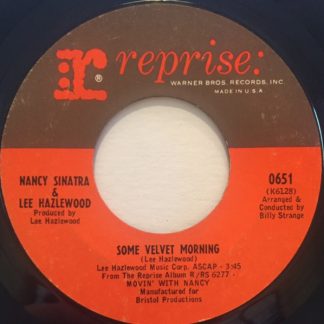 r® reprise:
WARNER BROS. RECORDS, INC.
MADE IN U.S.A.
NANCY SINATRA
&
LEE HAZLEWOOD
Produced by
Lee Hazlewood
0651
(K6128)
Arranged &
Conducted by
Billy Strange
SOME VELVET MORNING
(Lee Hazlewood)
Lee Hazlewood Music Corp. ASCAP - 3:45
From The Reprise Album R/RS 6277
MOVIN' WITH NANCY
Manufactured for
Bristol Productions